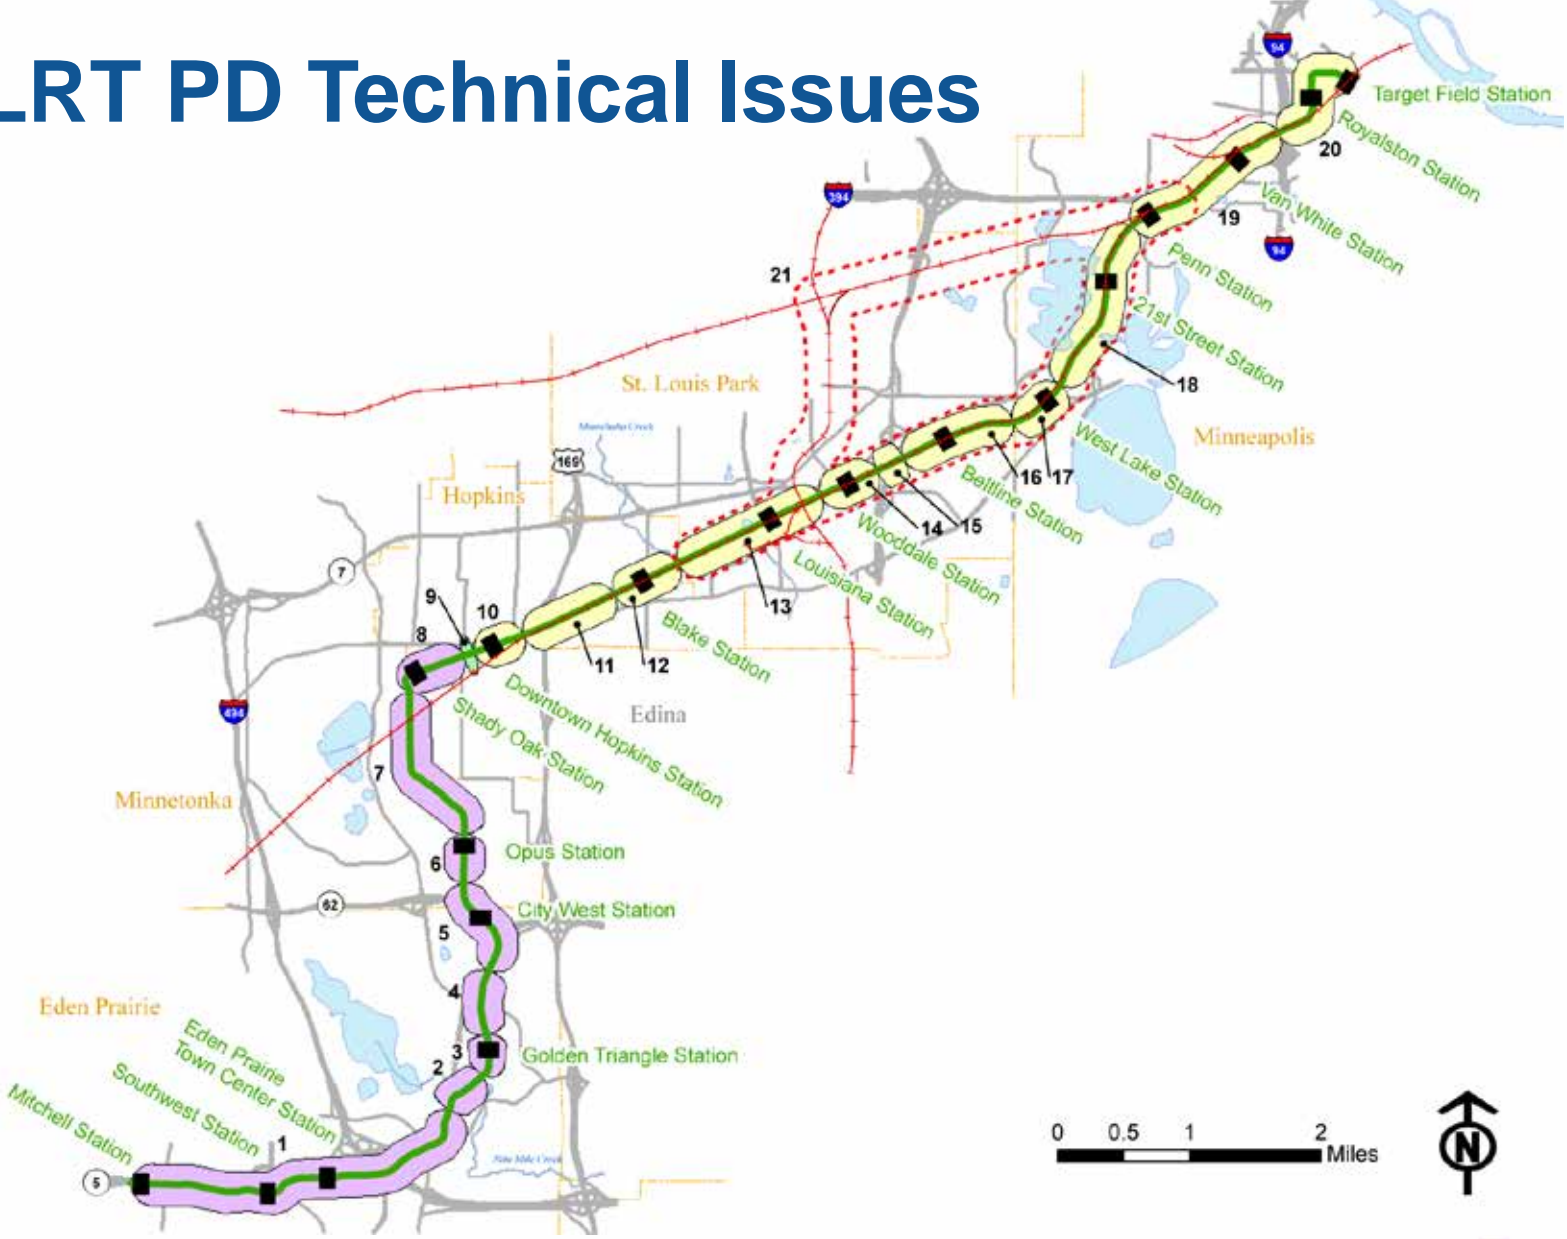 LRT PD Technical Issues
94
Target Field Station
Royalston Station
20
394
Van White Station
19
94
Penn Station
21
21st Street Station
18
St. Louis Park
Minneapolis
West Lake Station
17
16
Beltline Station
15
14
Wooddale Station
169
Minnehaha Creek
Hopkins
7
Louisiana Station
13
Blake Station
12
11
10
9
8
Downtown Hopkins Station
Shady Oak Station
Edina
494
7
Minnetonka
Opus Station
6
62
City West Station
5
4
Eden Prairie
Golden Triangle Station
3
2
Eden Prairie
Town Center Station
Southwest Station
Mitchell Station
1
5
Nine Mile Creek
0 0.5 1 2
Miles
N